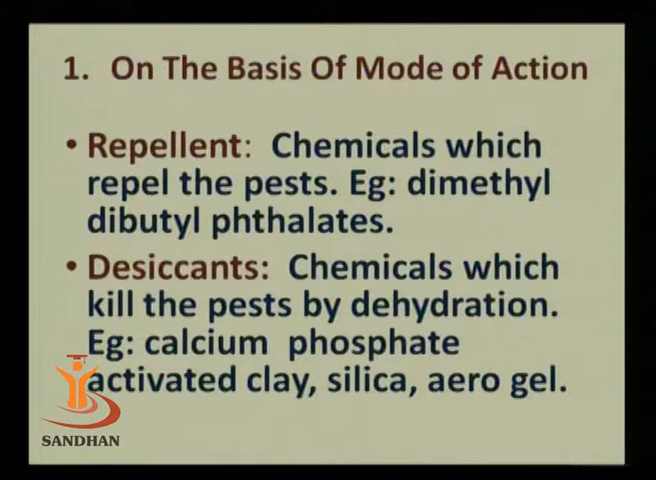 1. On The Basis Of Mode of Action
• Repellent: Chemicals which
repel the pests. Eg: dimethyl
dibutyl phthalates.
• Desiccants: Chemicals which
kill the pests by dehydration.
Eg: calcium phosphate
activated clay, silica, aero gel.
SANDHAN